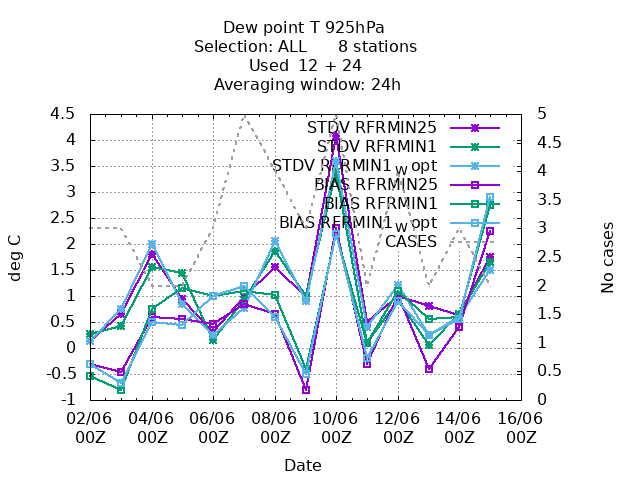 Dew point T 925hPa
Selection: ALL 8 stations
Used 12 + 24
Averaging window: 24h
4.5
4
3.5
3
2.5
2
1.5
1
0.5
0
-0.5
-1
deg C
5
4.5
4
3.5
3
2.5
2
1.5
1
0.5
0
No cases
STDV RFRMIN25
STDV RFRMIN1
STDV RFRMIN1_w opt
BIAS RFRMIN25
BIAS RFRMIN1
BIAS RFRMIN1_w opt
CASES
02/06 04/06 06/06 08/06 10/06 12/06 14/06 16/06
00Z 00Z 00Z 00Z 00Z 00Z 00Z 00Z
Date